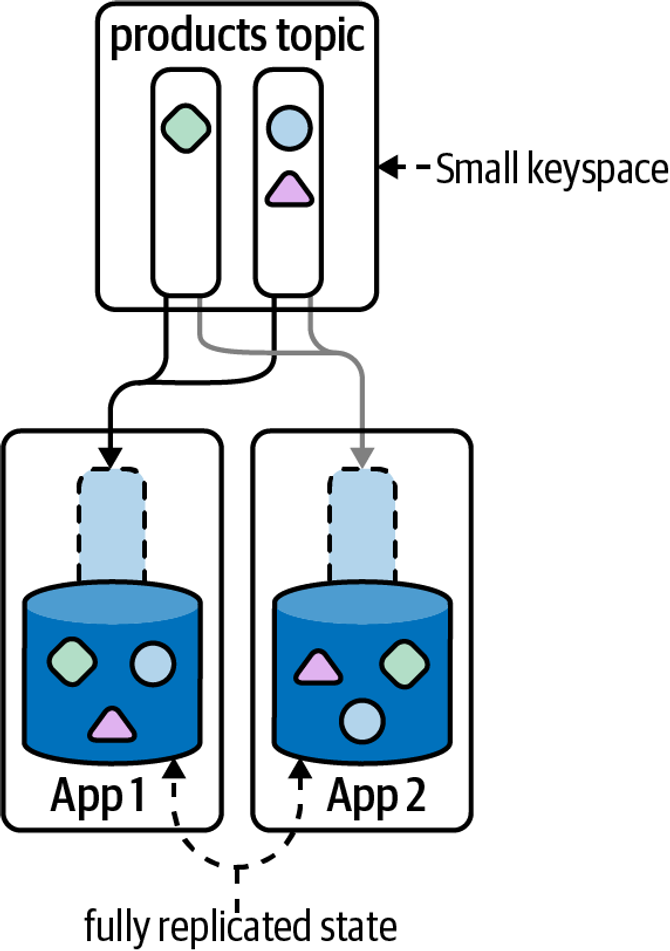 products topic
Small keyspace
App 1
App 2
fully replicated state